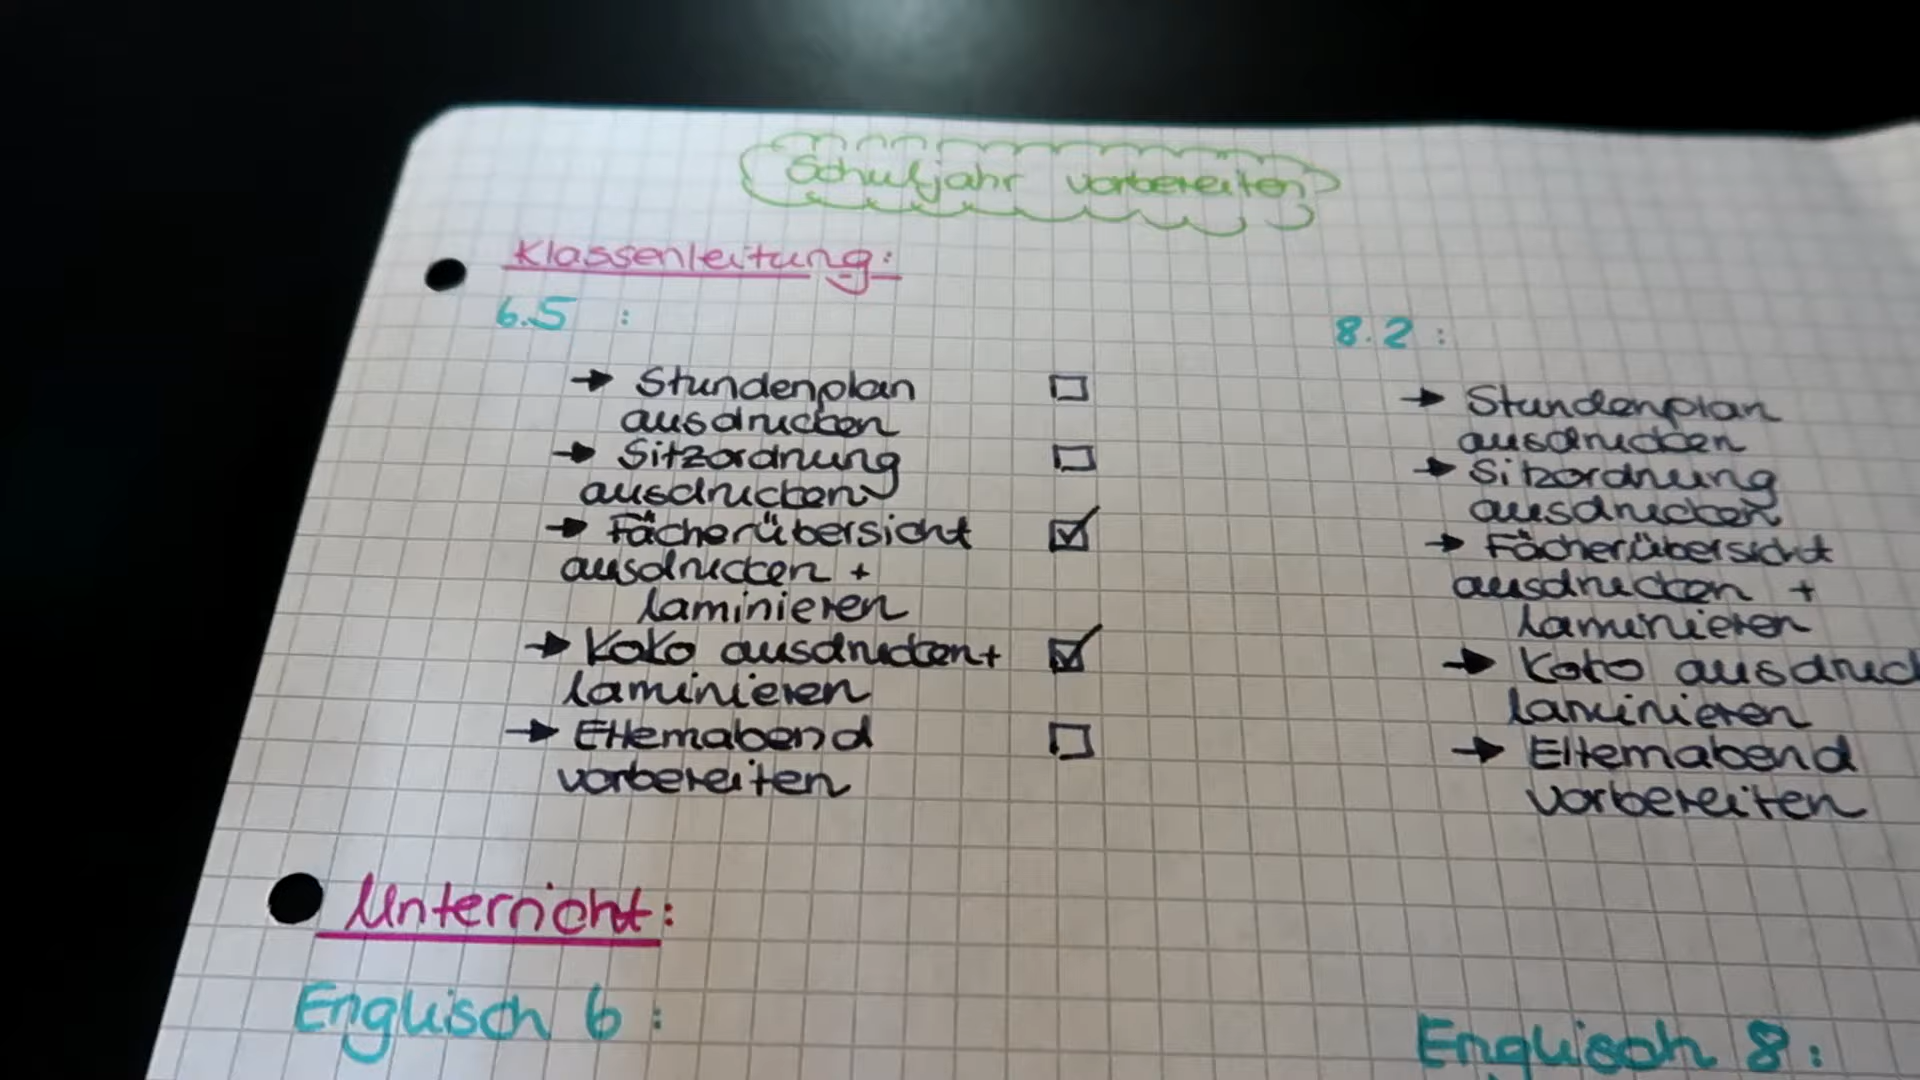 Schuljahr vorbereiten
Klassenleitung:
6.5 :
→ Stundenplan
ausdrucken
→ Sitzordnung
ausdrucken
→ Fächerübersicht
ausdrucken +
laminieren
→ Koko ausdrucken+
laminieren
→ Elternabend
vorbereiten
8.2 :
→ Stundenplan
ausdrucken
→ Sitzordnung
ausdrucken
→ Fächerübersicht
ausdrucken +
laminieren
→ Koko ausdruck
laminieren
→ Elternabend
vorbereiten
Unterricht:
Englisch 6 :
Englisch 8 :